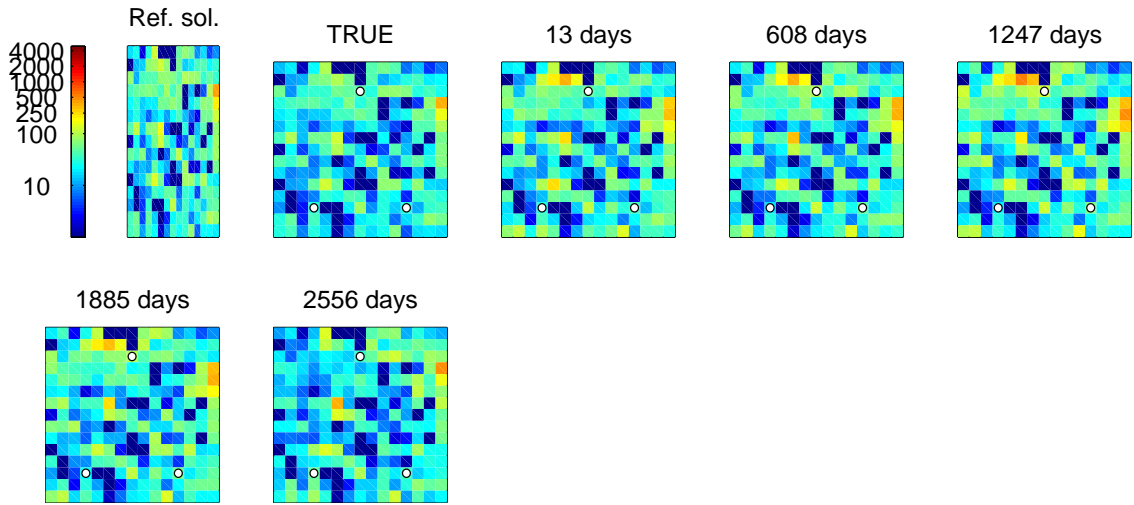 Ref. sol.
TRUE
13 days
608 days
1247 days
4000
2000
1000
500
250
100
10
1885 days
2556 days